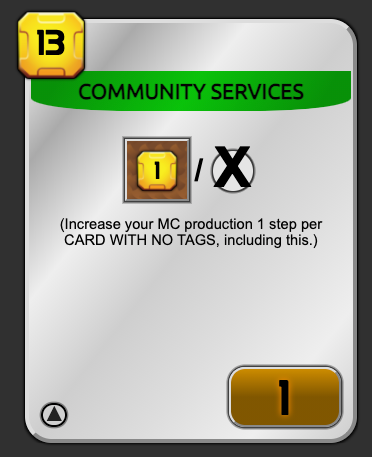 13
COMMUNITY SERVICES
1 / X
(Increase your MC production 1 step per
CARD WITH NO TAGS, including this.)
1